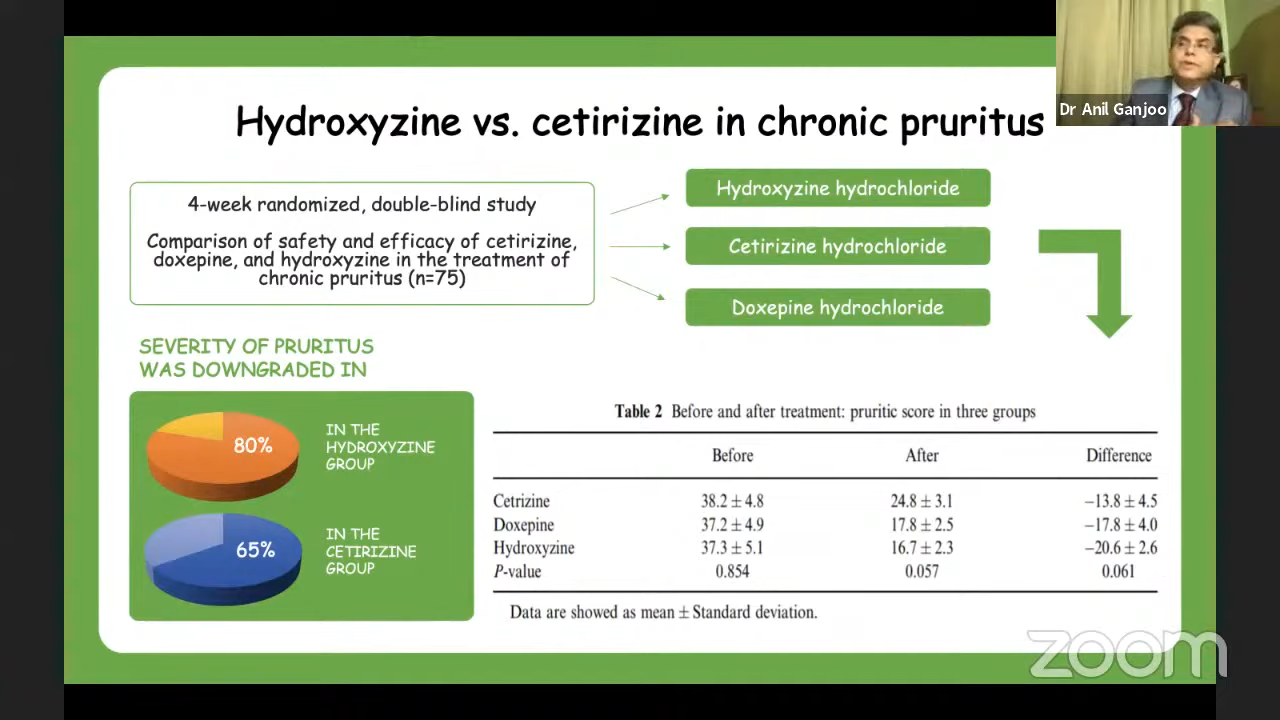 Dr Anil Ganjoo
Hydroxyzine vs. cetirizine in chronic pruritus
4-week randomized, double-blind study
Comparison of safety and efficacy of cetirizine,
doxepine, and hydroxyzine in the treatment of
chronic pruritus (n=75)
Hydroxyzine hydrochloride
Cetirizine hydrochloride
Doxepine hydrochloride
SEVERITY OF PRURITUS
WAS DOWNGRADED IN
80%
IN THE
HYDROXYZINE
GROUP
65%
IN THE
CETIRIZINE
GROUP
Table 2 Before and after treatment: pruritic score in three groups
Before After Difference
Cetrizine 38.2 ± 4.8 24.8 ± 3.1 −13.8 ± 4.5
Doxepine 37.2 ± 4.9 17.8 ± 2.5 −17.8 ± 4.0
Hydroxyzine 37.3 ± 5.1 16.7 ± 2.3 −20.6 ± 2.6
P-value 0.854 0.057 0.061
Data are showed as mean ± Standard deviation.
zoom